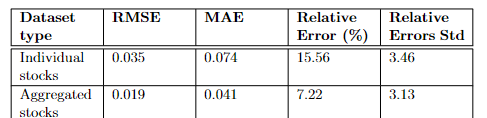 Dataset type RMSE MAE Relative Error (%) Relative Errors Std
Individual stocks 0.035 0.074 15.56 3.46
Aggregated stocks 0.019 0.041 7.22 3.13